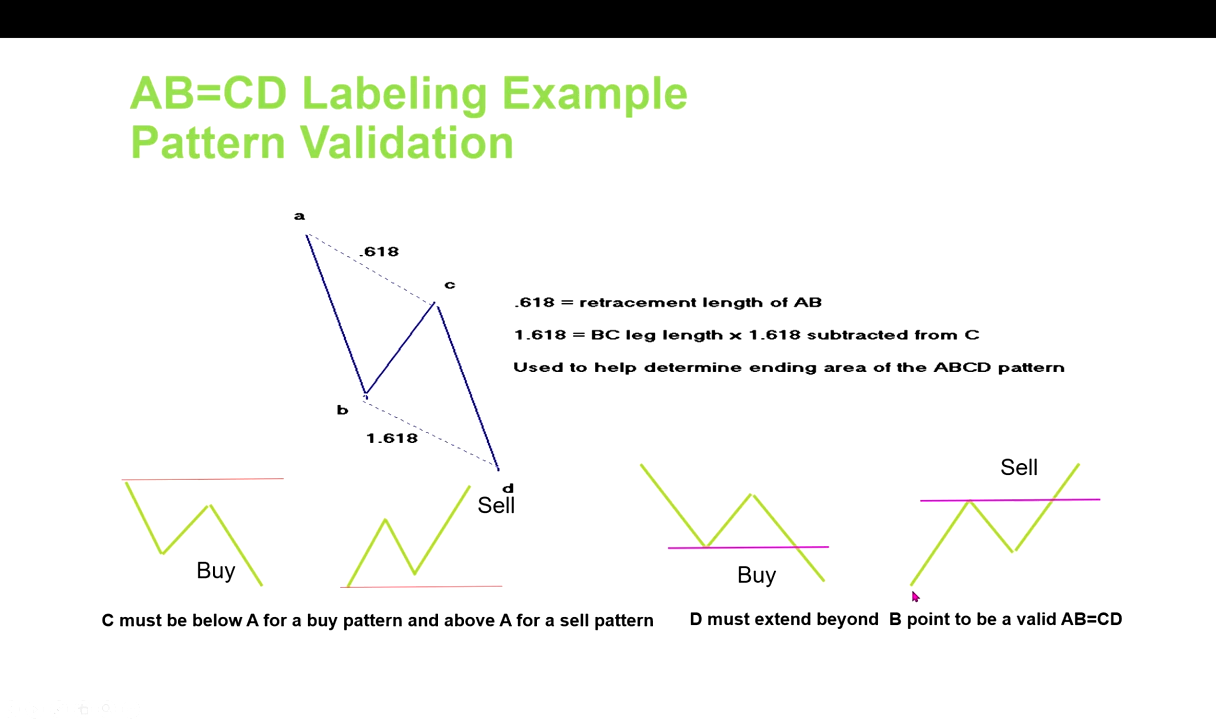 AB=CD Labeling Example
Pattern Validation
a
.618
c
.618 = retracement length of AB
1.618 = BC leg length x 1.618 subtracted from C
Used to help determine ending area of the ABCD pattern
b
1.618
d
Sell
Buy
Sell
Buy
C must be below A for a buy pattern and above A for a sell pattern
D must extend beyond  B point to be a valid AB=CD